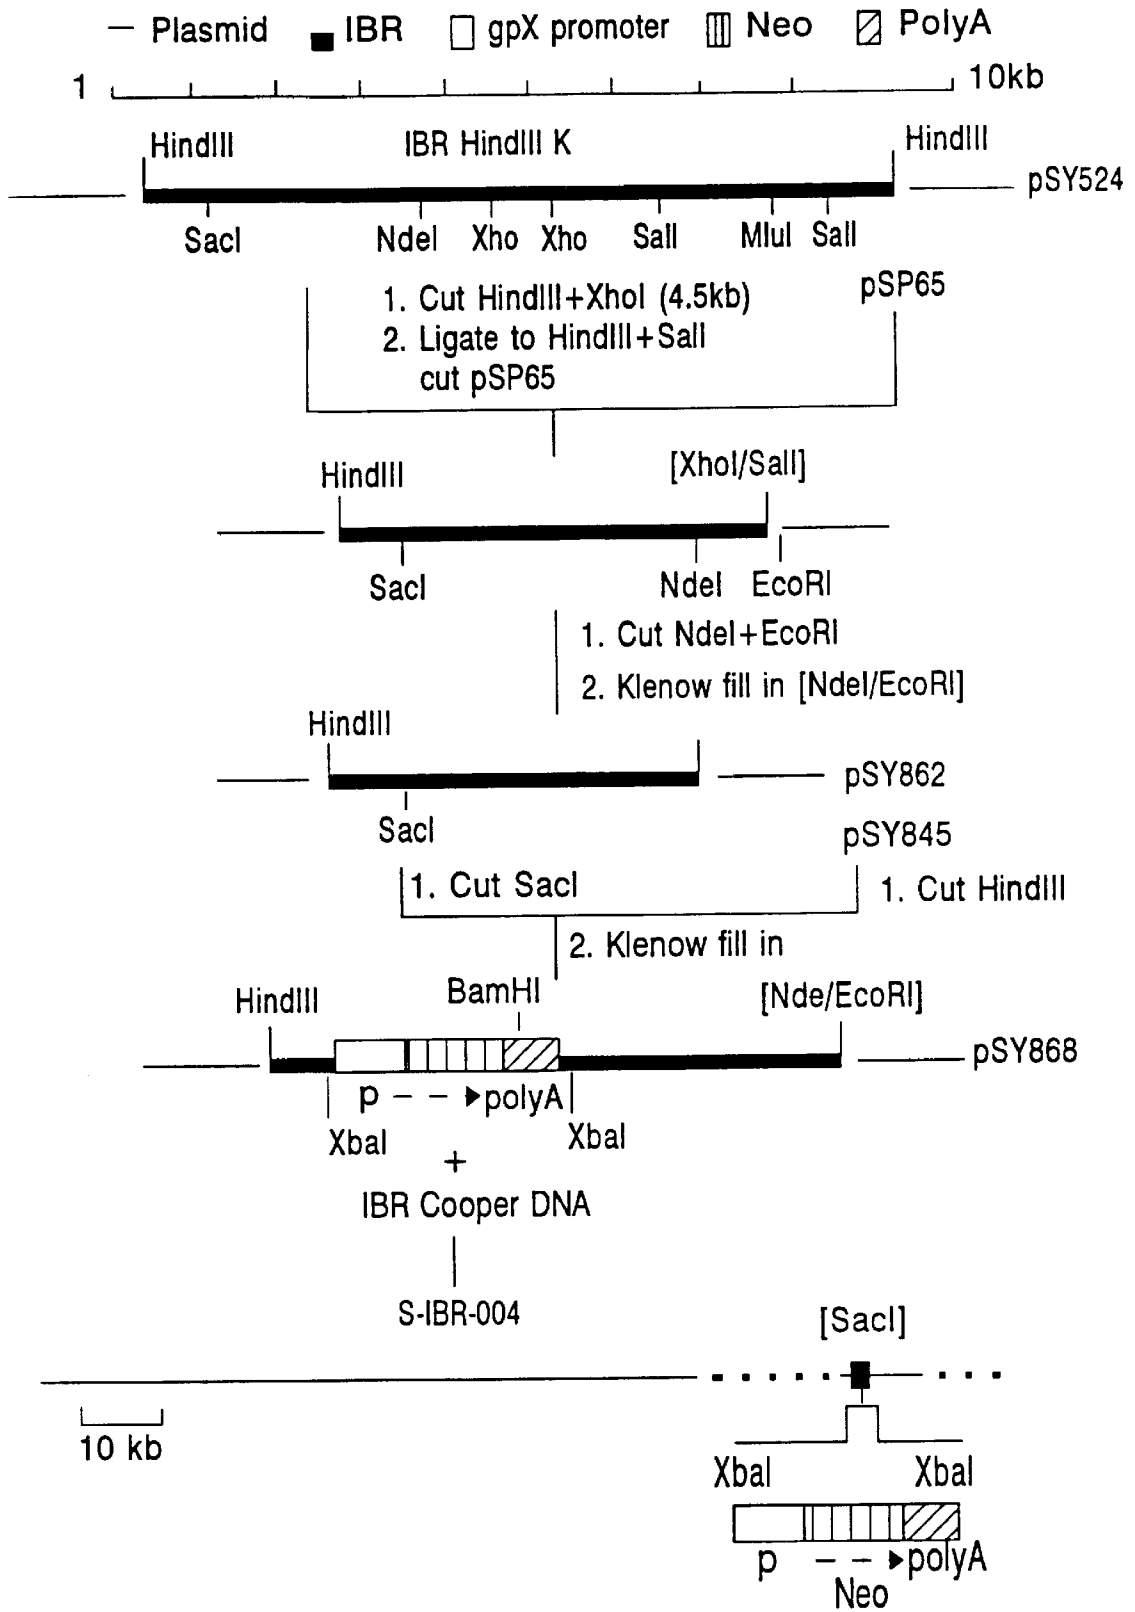 Plasmid IBR gpX promoter Neo PolyA
1 10kb
HindIII IBR HindIII K HindIII
pSY524
SacI NdeI Xho Xho SalI MluI SalI
1. Cut HindIII+XhoI (4.5kb) pSP65
2. Ligate to HindIII+SalI
cut pSP65
HindIII [XhoI/SalI]
SacI NdeI EcoRI
1. Cut NdeI+EcoRI
2. Klenow fill in [NdeI/EcoRI]
HindIII
pSY862
SacI pSY845
1. Cut SacI 1. Cut HindIII
2. Klenow fill in
HindIII BamHI [Nde/EcoRI]
pSY868
p polyA
XbaI XbaI
+
IBR Cooper DNA
S-IBR-004
[SacI]
10 kb
XbaI XbaI
p polyA
Neo